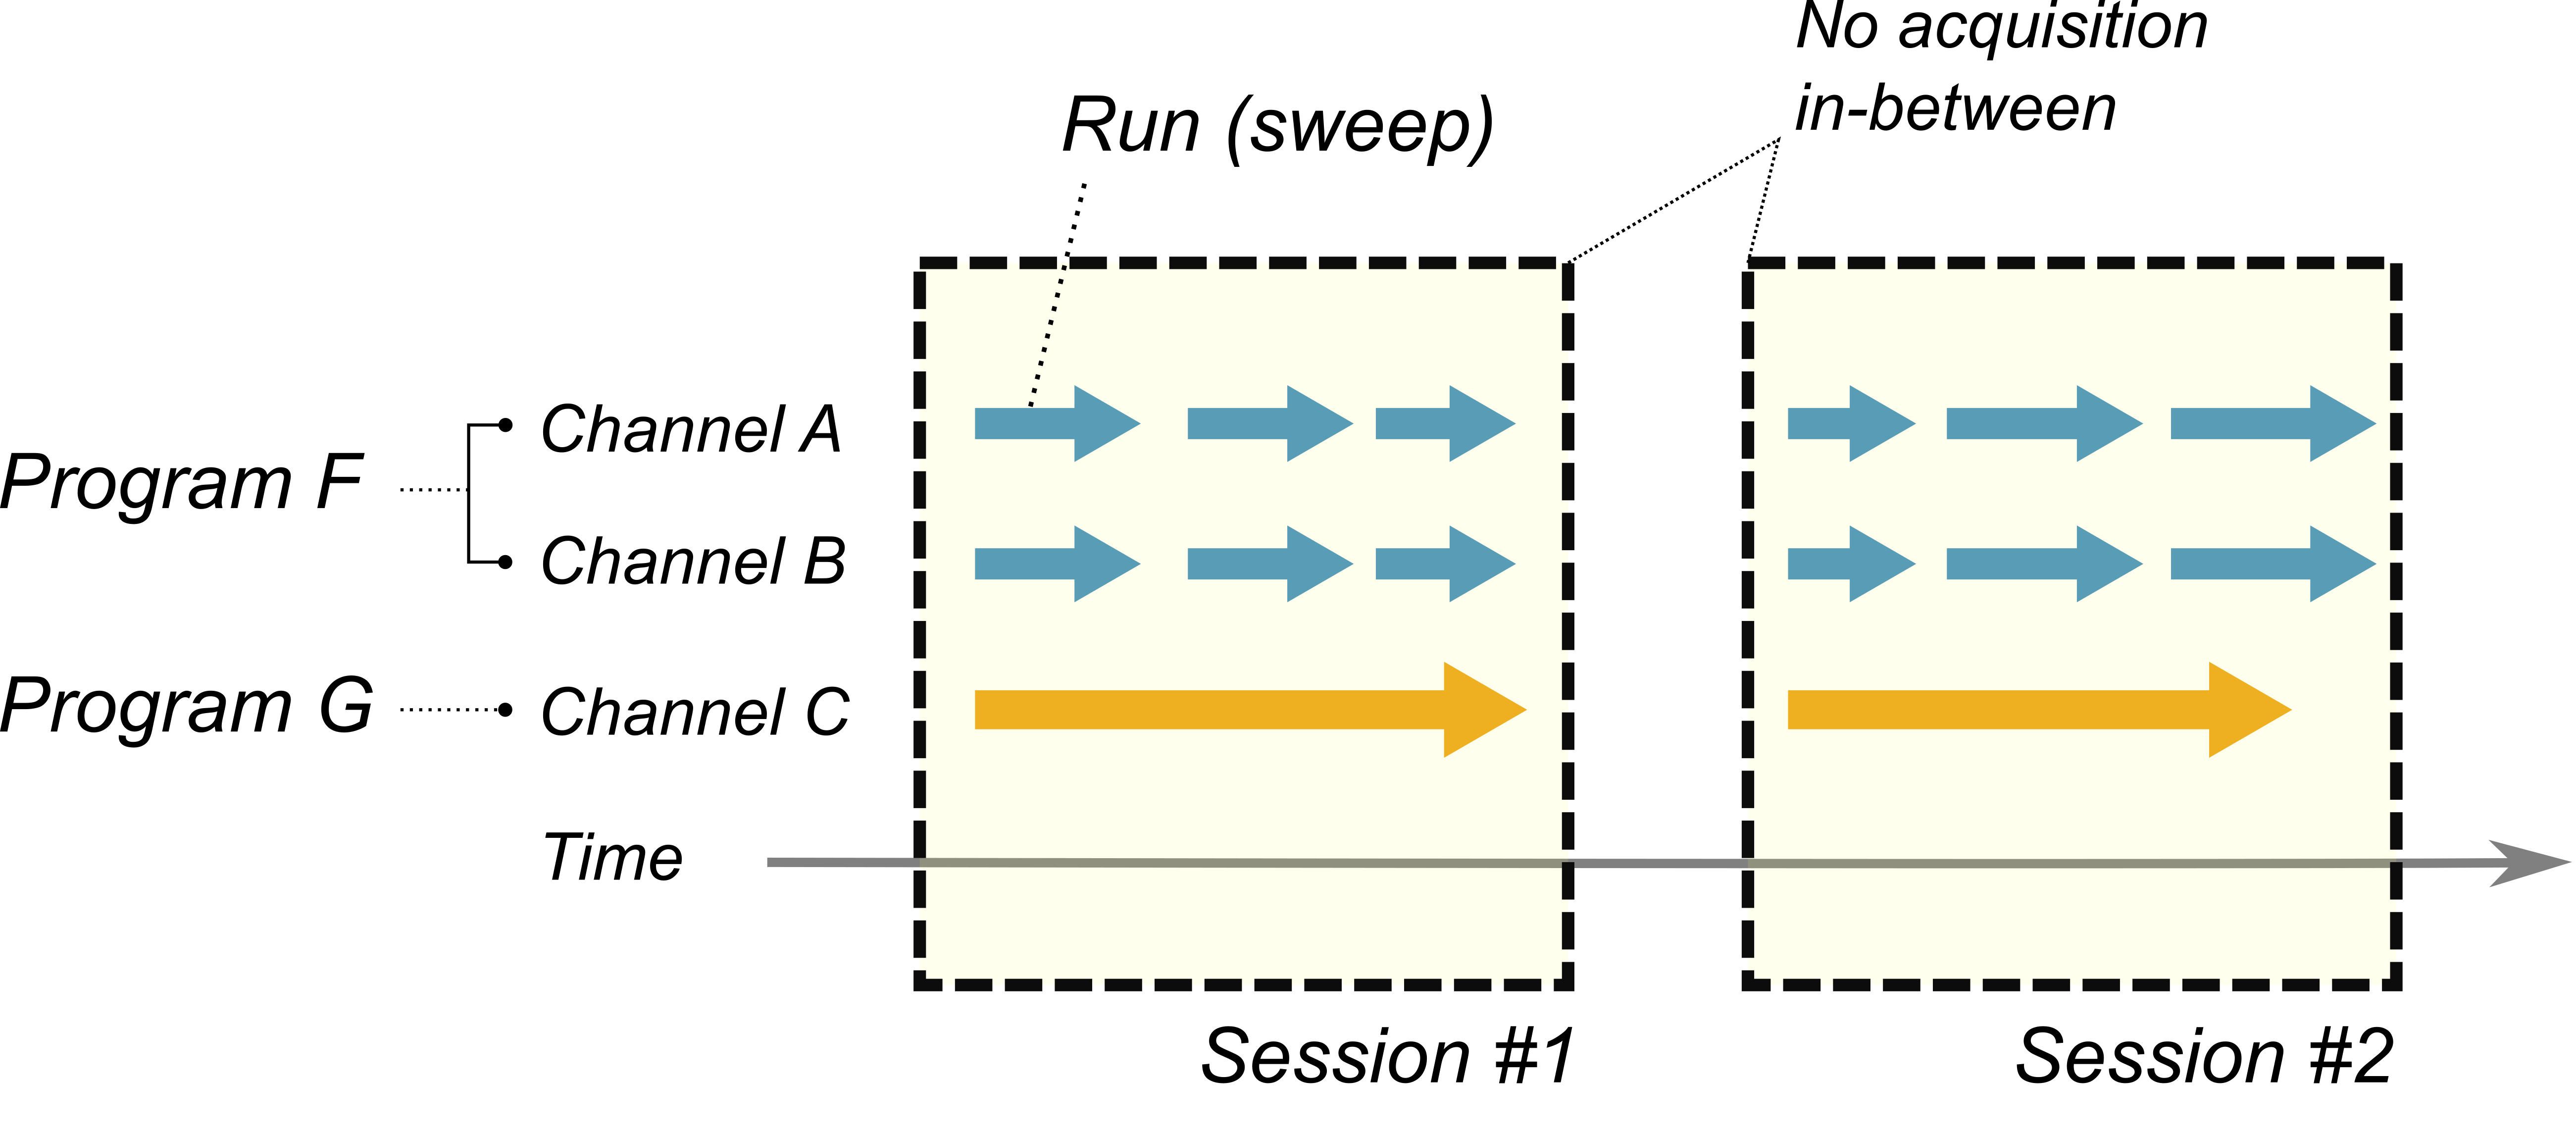 No acquisition
in-between
Run (sweep)
Channel A
Program F
Channel B
Program G
Channel C
Time
Session #1
Session #2